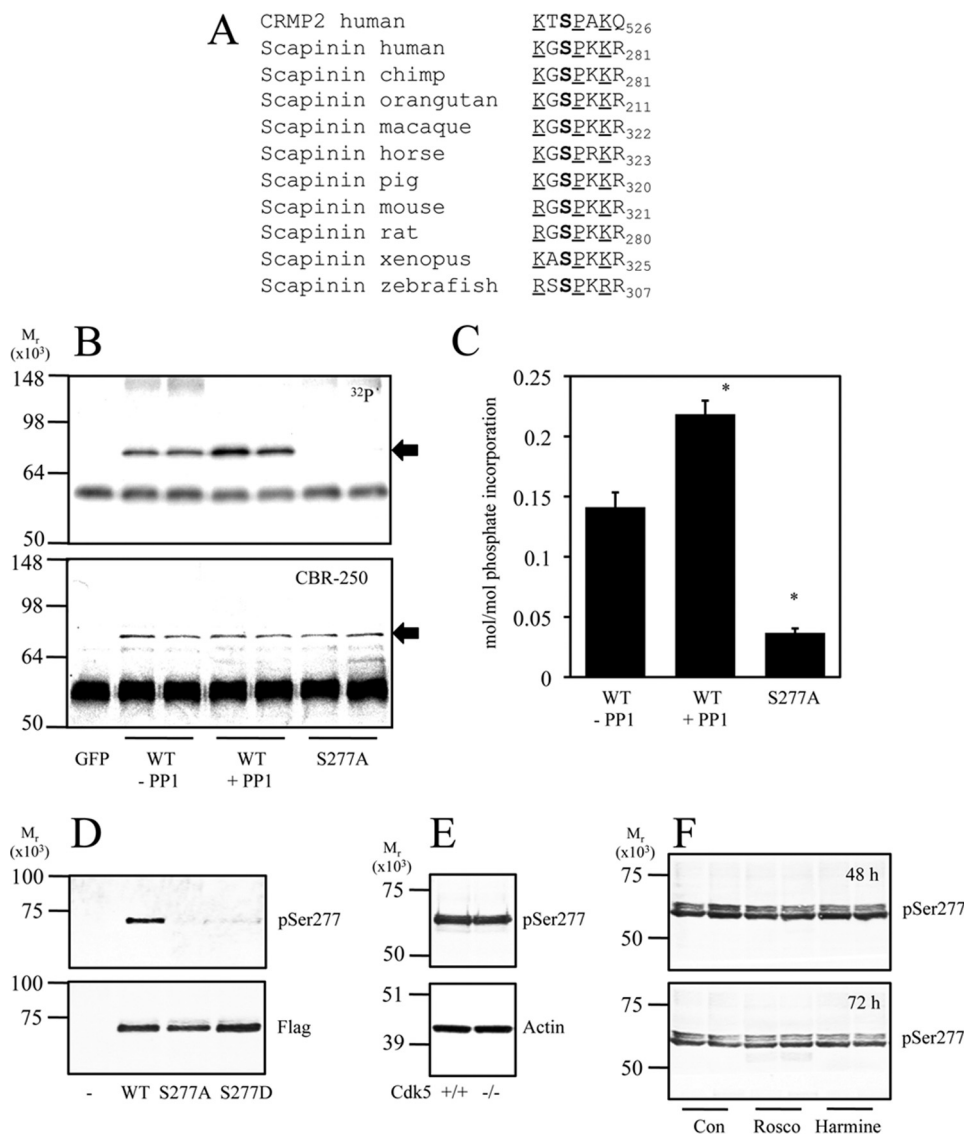 A
CRMP2 human KTSPAKQ526
Scapinin human KGSPKKR281
Scapinin chimp KGSPKKR281
Scapinin orangutan KGSPKKR211
Scapinin macaque KGSPKKR322
Scapinin horse KGSPRKR323
Scapinin pig KGSPKKR320
Scapinin mouse RGSPKKR321
Scapinin rat RGSPKKR280
Scapinin xenopus KASPKKR325
Scapinin zebrafish RSSPKRR307
B
Mr
(x10³)
148
98
64
50
³²P
148
98
64
50
CBR-250
GFP
WT
- PP1
WT
+ PP1
S277A
C
mol/mol phosphate incorporation
0.25
0.2
0.15
0.1
0.05
0
*
*
WT
- PP1
WT
+ PP1
S277A
D
Mr
(x10³)
100
75
pSer277
100
75
Flag
- WT S277A S277D
E
Mr
(x10³)
75
50
pSer277
51
39
Actin
Cdk5 +/+ -/-
F
Mr
(x10³)
75
50
48 h
pSer277
75
50
72 h
pSer277
Con Rosco Harmine